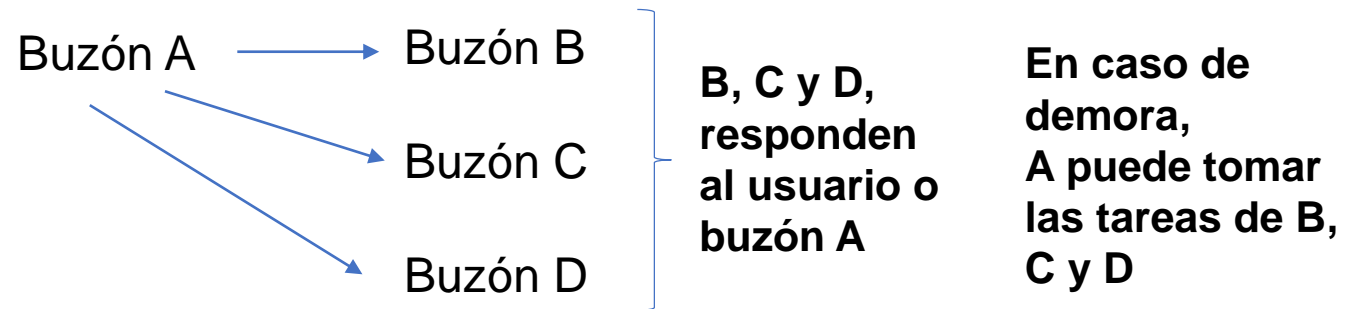 Buzón A
Buzón B
Buzón C
Buzón D
B, C y D,
responden
al usuario o
buzón A
En caso de
demora,
A puede tomar
las tareas de B,
C y D